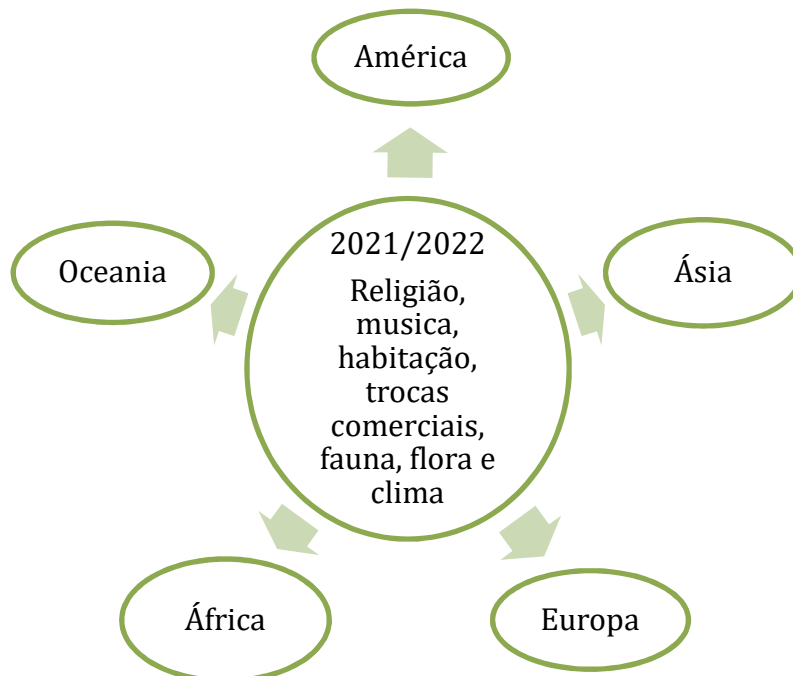 América
Oceania
2021/2022
Religião,
musica,
habitação,
trocas
comerciais,
fauna, flora e
clima
Ásia
África
Europa